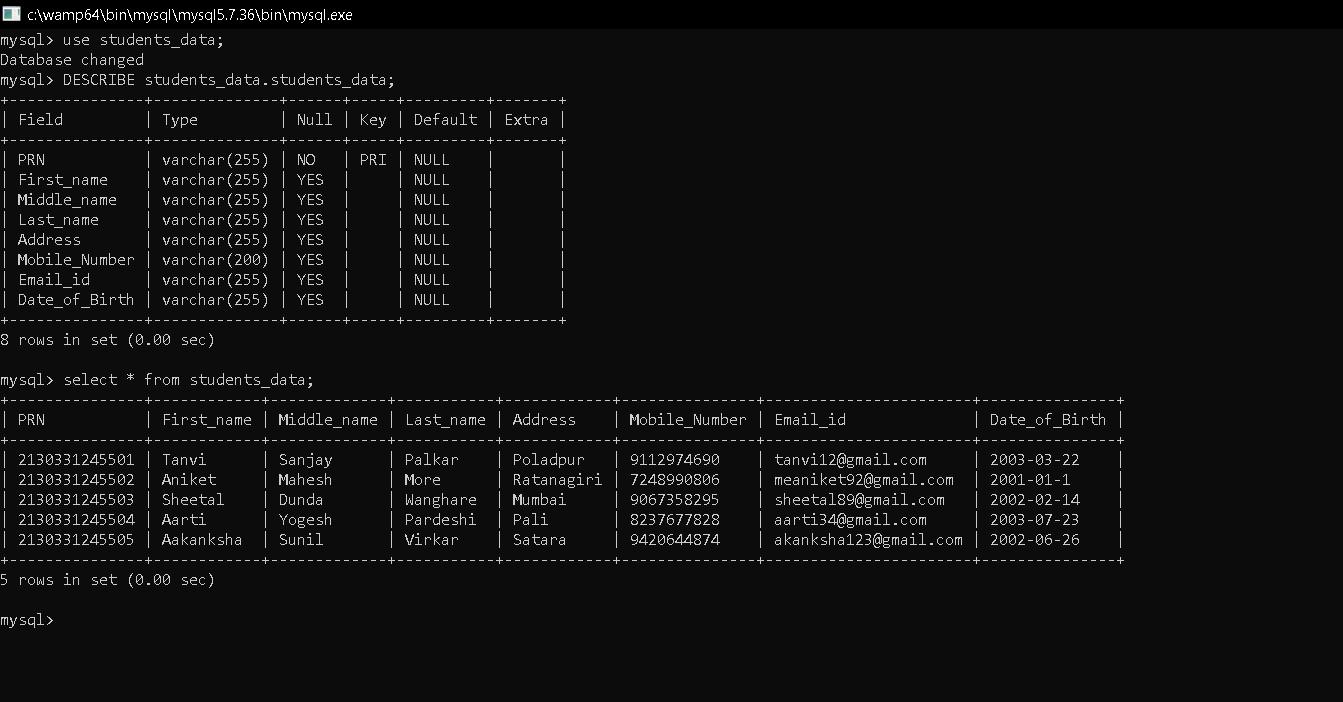 c:\wamp64\bin\mysql\mysql5.7.36\bin\mysql.exe
mysql> use students_data;
Database changed
mysql> DESCRIBE students_data.students_data;
+---------------+--------------+------+-----+---------+-------+
| Field         | Type         | Null | Key | Default | Extra |
+---------------+--------------+------+-----+---------+-------+
| PRN           | varchar(255) | NO   | PRI | NULL    |       |
| First_name    | varchar(255) | YES  |     | NULL    |       |
| Middle_name   | varchar(255) | YES  |     | NULL    |       |
| Last_name     | varchar(255) | YES  |     | NULL    |       |
| Address       | varchar(255) | YES  |     | NULL    |       |
| Mobile_Number | varchar(200) | YES  |     | NULL    |       |
| Email_id      | varchar(255) | YES  |     | NULL    |       |
| Date_of_Birth | varchar(255) | YES  |     | NULL    |       |
+---------------+--------------+------+-----+---------+-------+
8 rows in set (0.00 sec)
mysql> select * from students_data;
+---------------+------------+-------------+-----------+------------+---------------+-----------------------+---------------+
| PRN           | First_name | Middle_name | Last_name | Address    | Mobile_Number | Email_id              | Date_of_Birth |
+---------------+------------+-------------+-----------+------------+---------------+-----------------------+---------------+
| 2130331245501 | Tanvi      | Sanjay      | Palkar    | Poladpur   | 9112974690    | tanvi12@gmail.com     | 2003-03-22    |
| 2130331245502 | Aniket     | Mahesh      | More      | Ratanagiri | 7248990806    | meaniket92@gmail.com  | 2001-01-1     |
| 2130331245503 | Sheetal    | Dunda       | Wanghare  | Mumbai     | 9067358295    | sheetal89@gmail.com   | 2002-02-14    |
| 2130331245504 | Aarti      | Yogesh      | Pardeshi  | Pali       | 8237677828    | aarti34@gmail.com     | 2003-07-23    |
| 2130331245505 | Aakanksha  | Sunil       | Virkar    | Satara     | 9420644874    | akanksha123@gmail.com | 2002-06-26    |
+---------------+------------+-------------+-----------+------------+---------------+-----------------------+---------------+
5 rows in set (0.00 sec)
mysql>